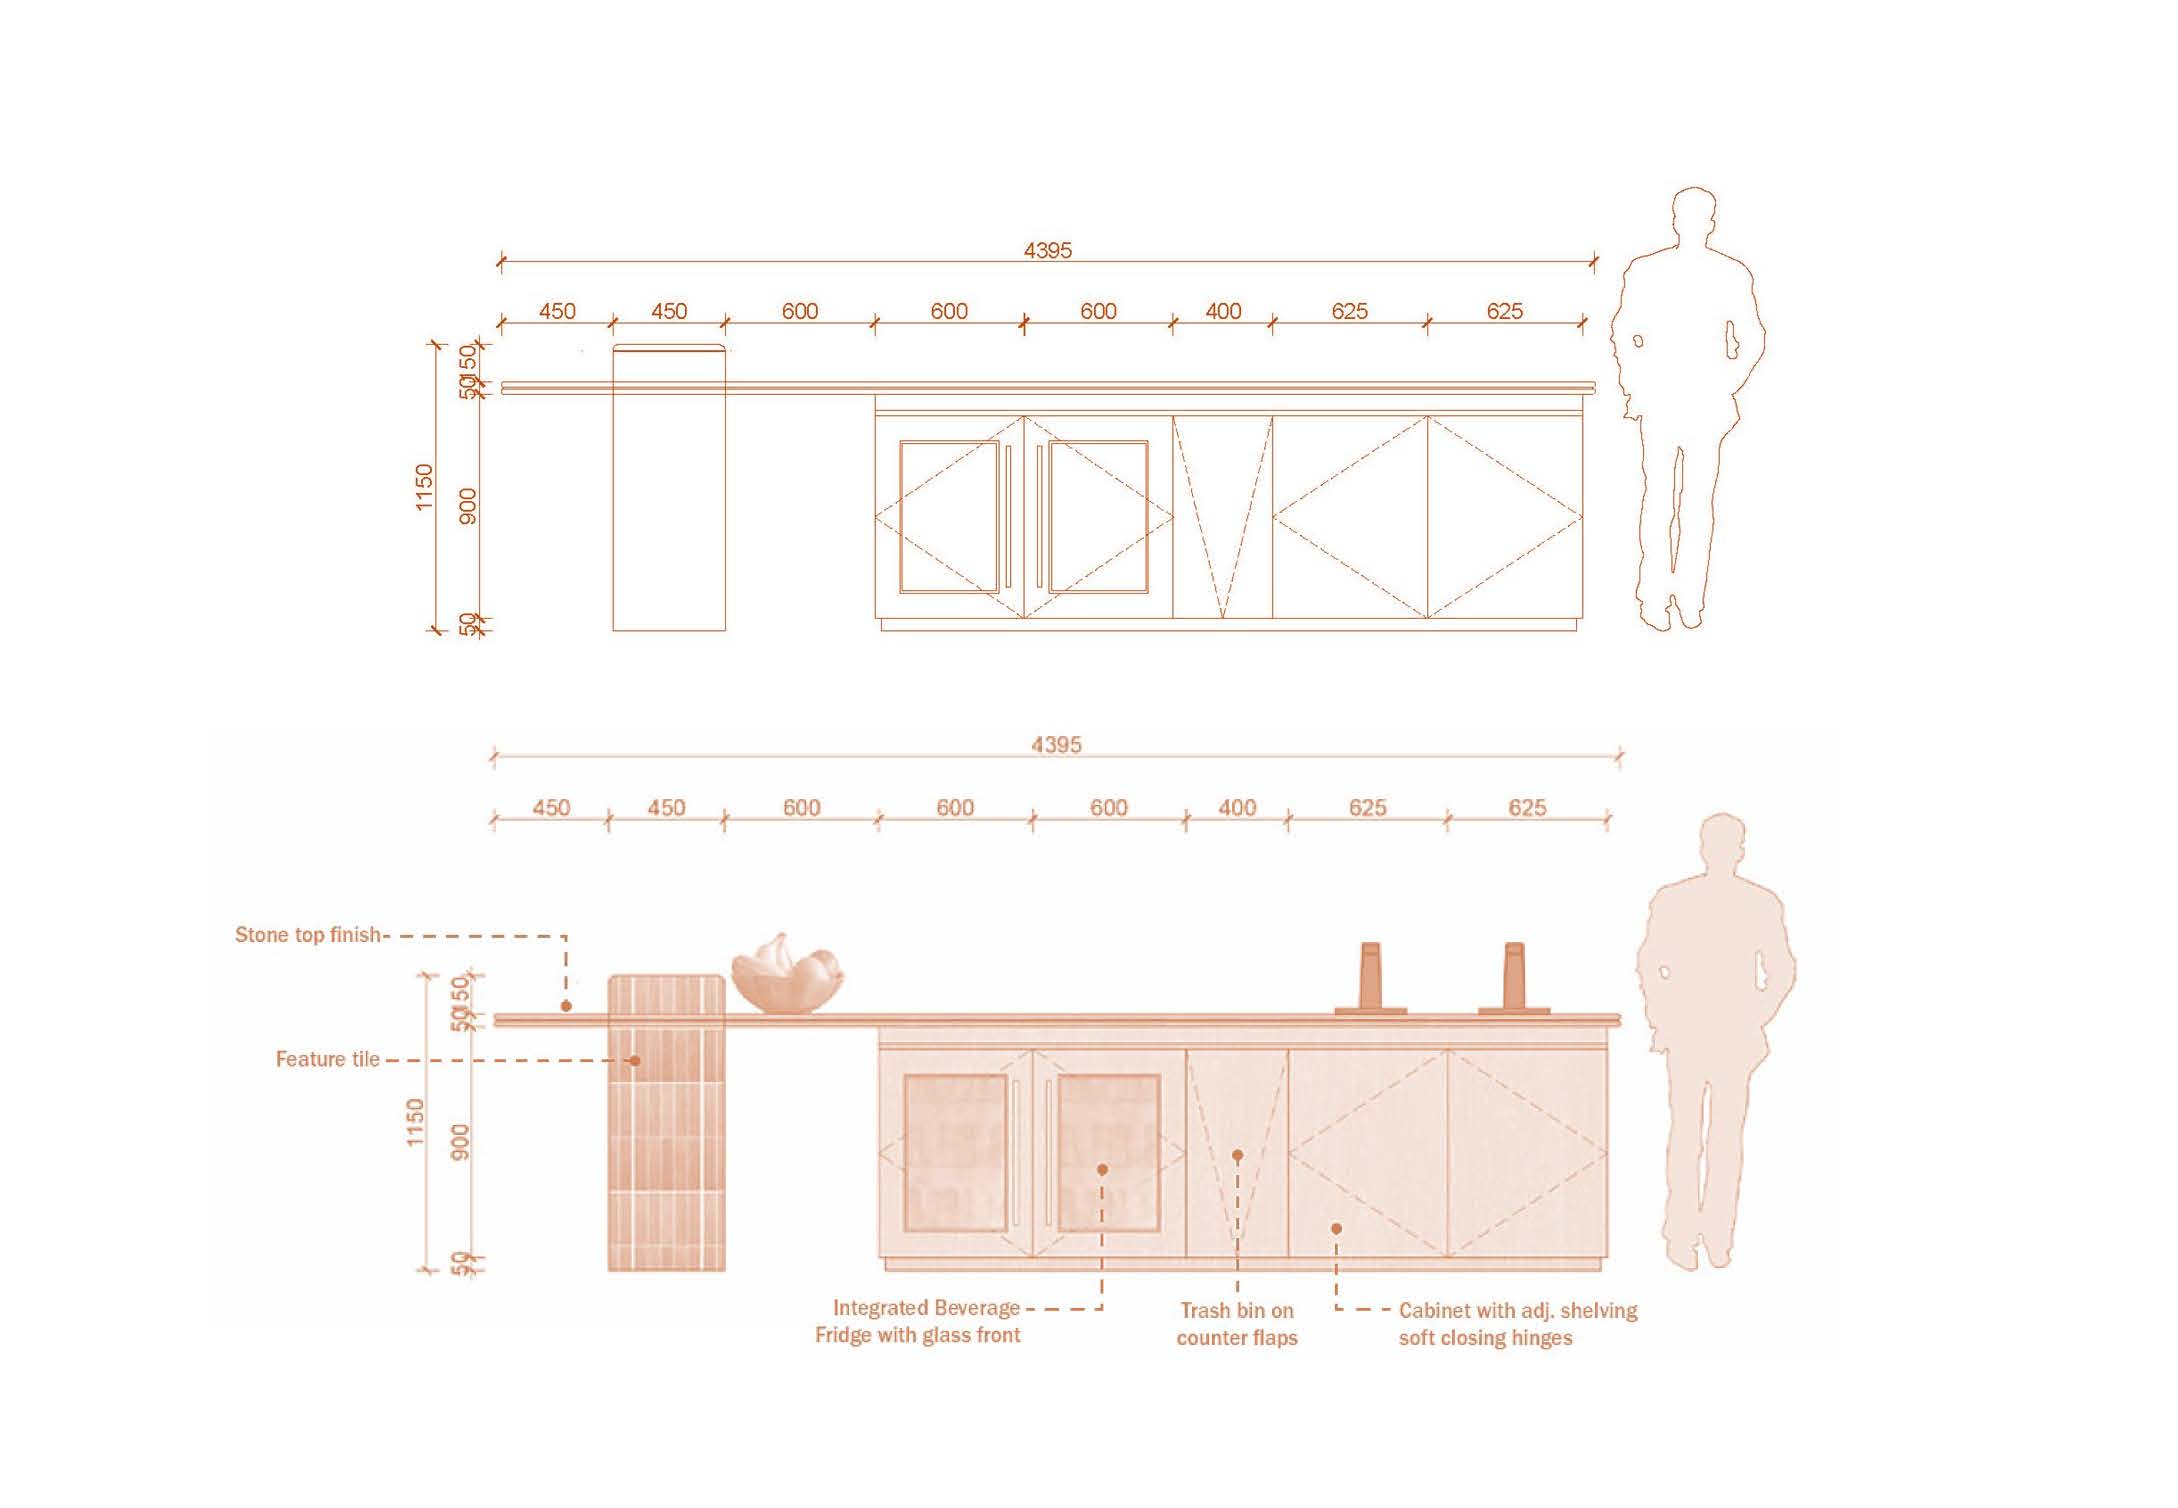 4395
450 450 600 600 600 400 625 625
150
50
1150
900
50
4395
450 450 600 600 600 400 625 625
Stone top finish
150
50
Feature tile
1150
900
50
Integrated Beverage
Fridge with glass front
Trash bin on
counter flaps
Cabinet with adj. shelving
soft closing hinges